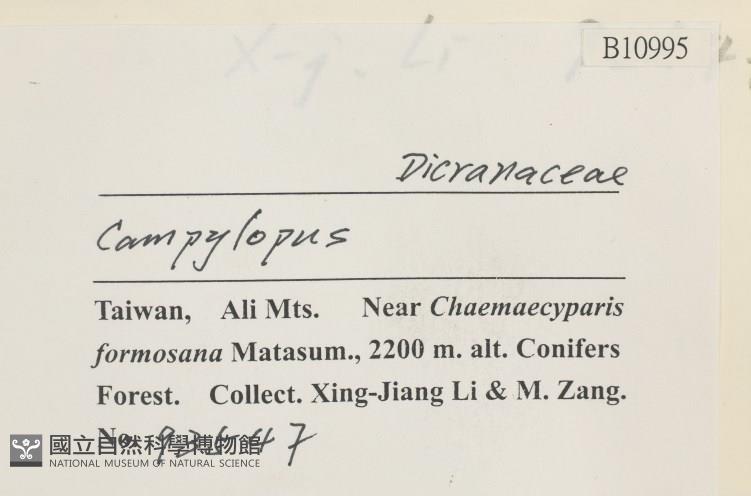 B10995
Dicranaceae
Campylopus
Taiwan, Ali Mts. Near Chaemaecyparis
formosana Matasum., 2200 m. alt. Conifers
Forest. Collect. Xing-Jiang Li & M. Zang.
No.
國立自然科學博物館
NATIONAL MUSEUM OF NATURAL SCIENCE